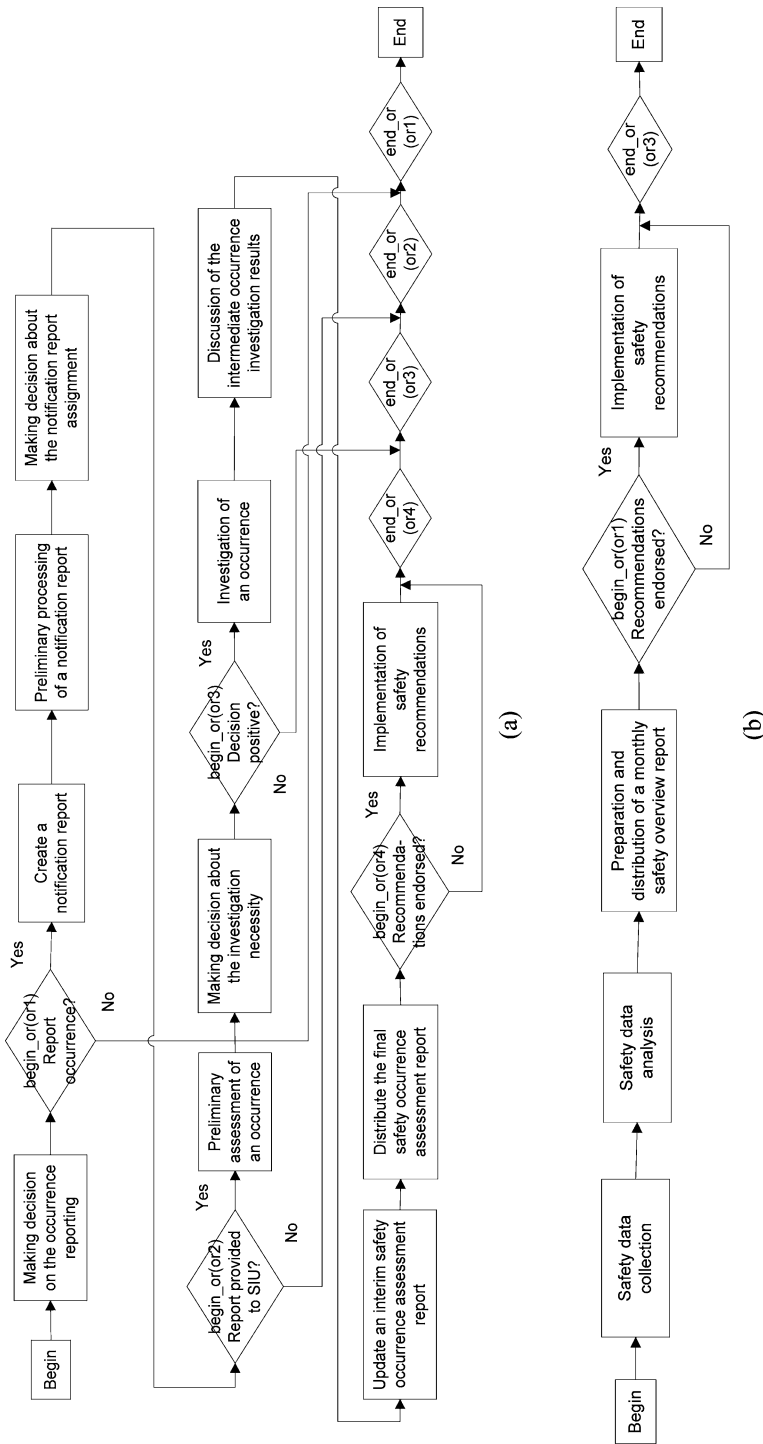 Begin
Making decision
on the occurrence
reporting
begin_or(or1)
Report
occurrence?
Yes
No
Create a
notification report
Preliminary processing
of a notification report
Making decision about
the notification report
assignment
begin_or(or2)
Report provided
to SIU?
Yes
No
Preliminary
assessment of
an occurrence
Making decision about
the investigation
necessity
begin_or(or3)
Decision
positive?
Yes
No
Investigation of
an occurrence
Discussion of the
intermediate occurrence
investigation results
Update an interim safety
occurrence assessment
report
Distribute the final
safety occurrence
assessment report
begin_or(or4)
Recommenda-
tions endorsed?
Yes
No
Implementation of
safety
recommendations
end_or
(or4)
end_or
(or3)
end_or
(or2)
end_or
(or1)
End
(a)
Begin
Safety data
collection
Safety data
analysis
Preparation and
distribution of a monthly
safety overview report
begin_or(or1)
Recommendations
endorsed?
Yes
No
Implementation of
safety
recommendations
end_or
(or3)
End
(b)